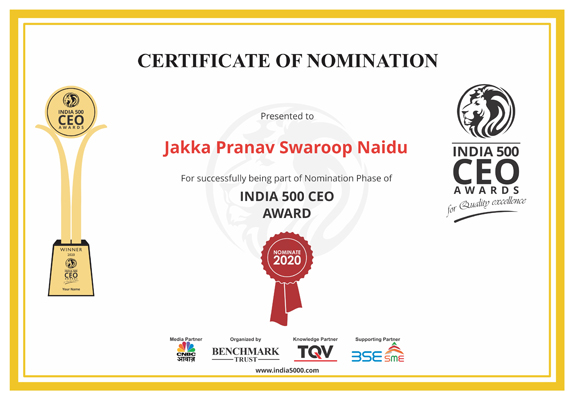 CERTIFICATE OF NOMINATION
Presented to
Jakka Pranav Swaroop Naidu
For successfully being part of Nomination Phase of
INDIA 500 CEO
AWARD
INDIA 500
CEO
AWARDS
WINNER
2020
INDIA 500
CEO
Your Name
INDIA 500
CEO
AWARDS
for Quality excellence
NOMINATE
2020
Media Partner
CNBC
आवाज़
Organized by
BENCHMARK
TRUST
Knowledge Partner
TQV
Supporting Partner
BSE SME
www.india5000.com